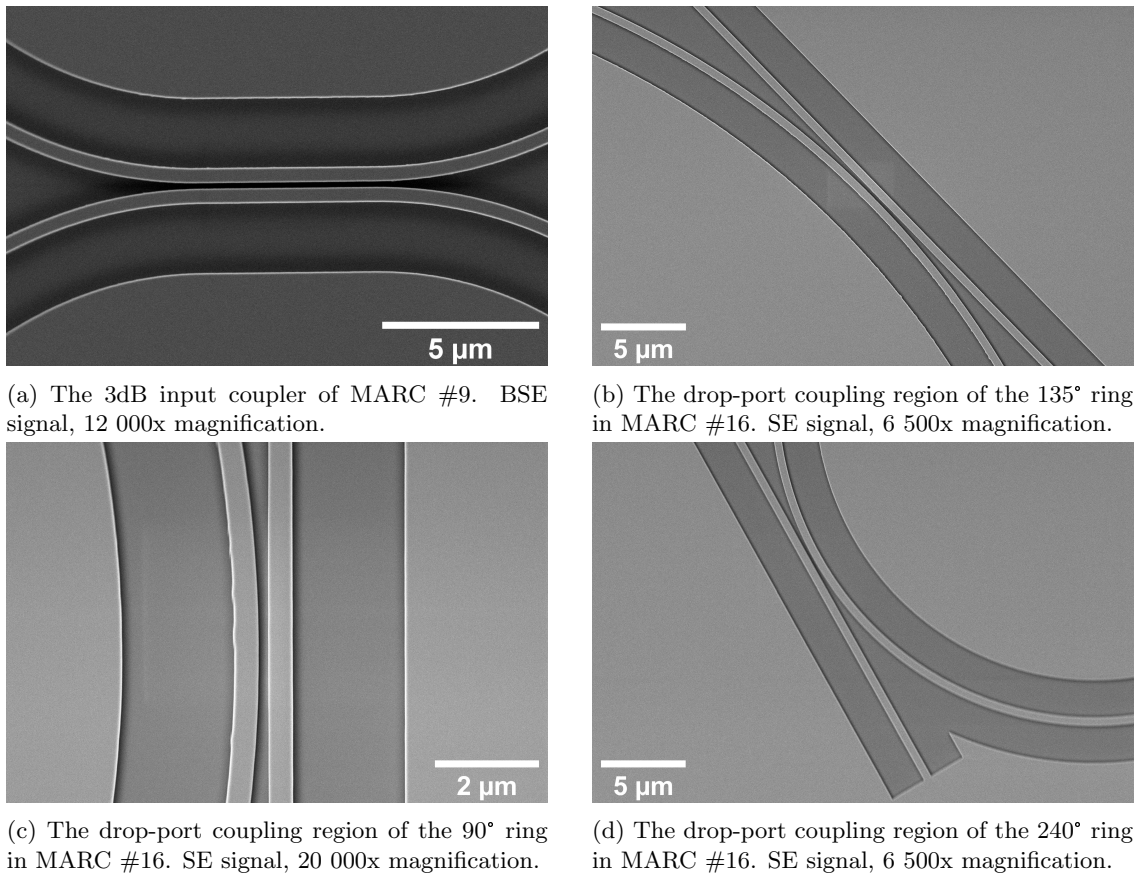 5 µm
5 µm
(a) The 3dB input coupler of MARC #9. BSE
signal, 12 000x magnification.
(b) The drop-port coupling region of the 135° ring
in MARC #16. SE signal, 6 500x magnification.
2 µm
5 µm
(c) The drop-port coupling region of the 90° ring
in MARC #16. SE signal, 20 000x magnification.
(d) The drop-port coupling region of the 240° ring
in MARC #16. SE signal, 6 500x magnification.